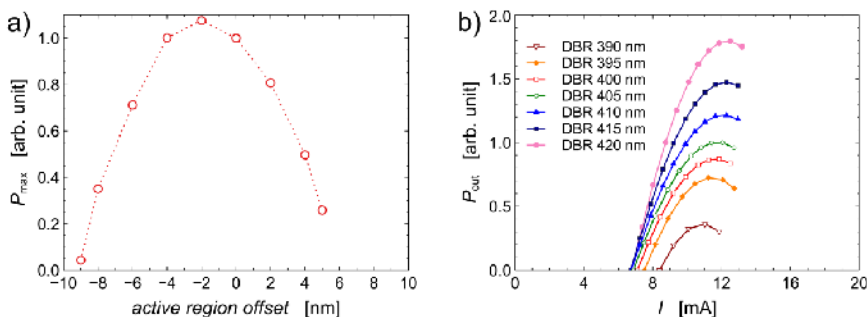 a)
1.0
0.8
0.6
0.4
0.2
0.0
P_max [arb. unit]
−10 −8 −6 −4 −2 0 2 4 6 8 10
active region offset [nm]
b)
2.0
1.5
1.0
0.5
0.0
P_out [arb. unit]
DBR 390 nm
DBR 395 nm
DBR 400 nm
DBR 405 nm
DBR 410 nm
DBR 415 nm
DBR 420 nm
0 4 8 12 16 20
I [mA]